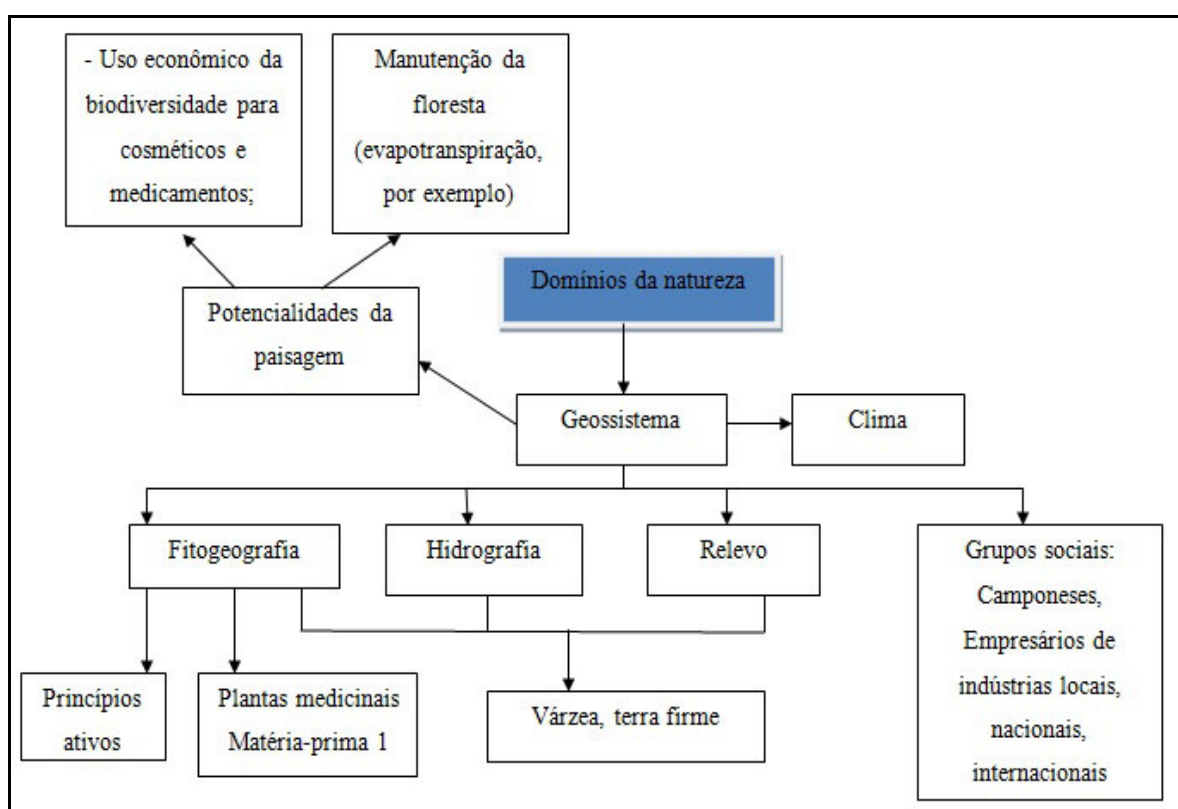 - Uso econômico da
biodiversidade para
cosméticos e
medicamentos;
Manutenção da
floresta
(evapotranspiração,
por exemplo)
Domínios da natureza
Potencialidades da
paisagem
Geossistema
Clima
Fitogeografia
Hidrografia
Relevo
Grupos sociais:
Camponeses,
Empresários de
indústrias locais,
nacionais,
internacionais
Princípios
ativos
Plantas medicinais
Matéria-prima 1
Várzea, terra firme